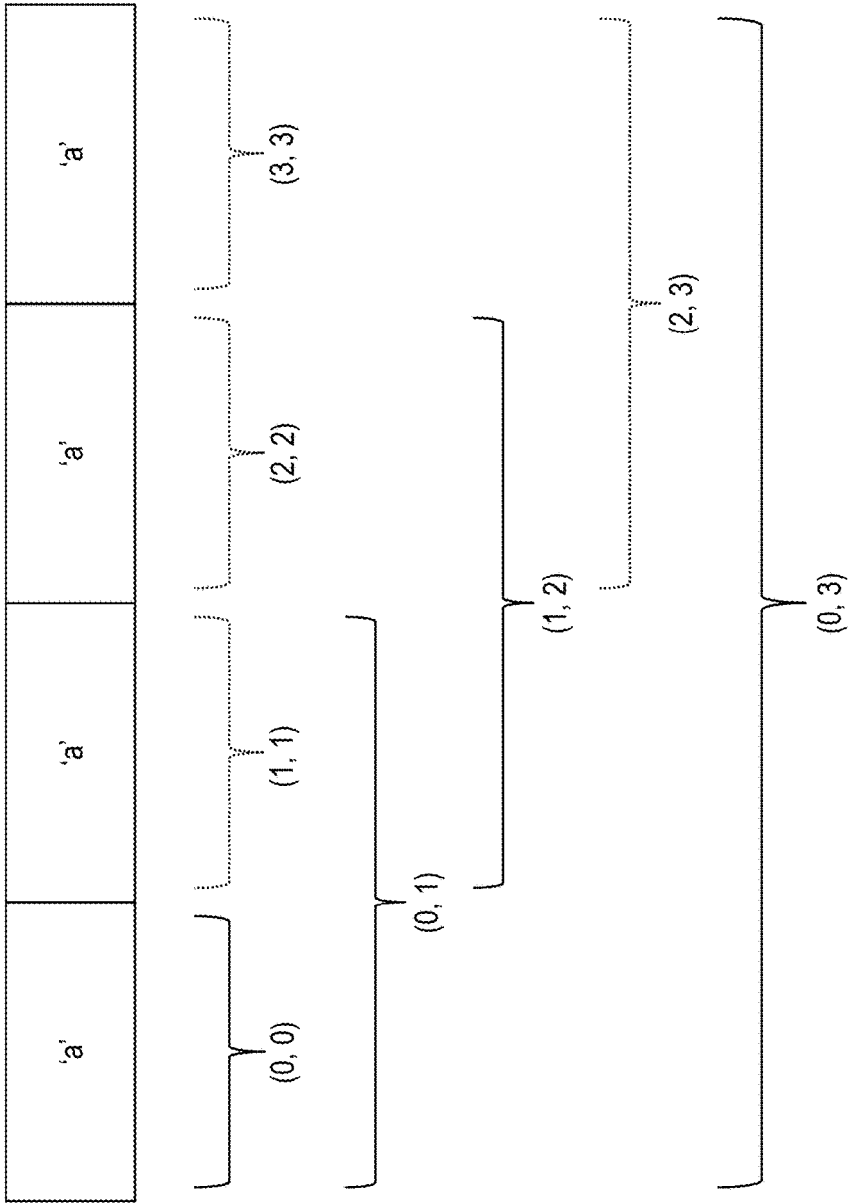 ‘a’ ‘a’ ‘a’ ‘a’
(0, 0) (1, 1) (2, 2) (3, 3)
(0, 1)
(1, 2)
(2, 3)
(0, 3)